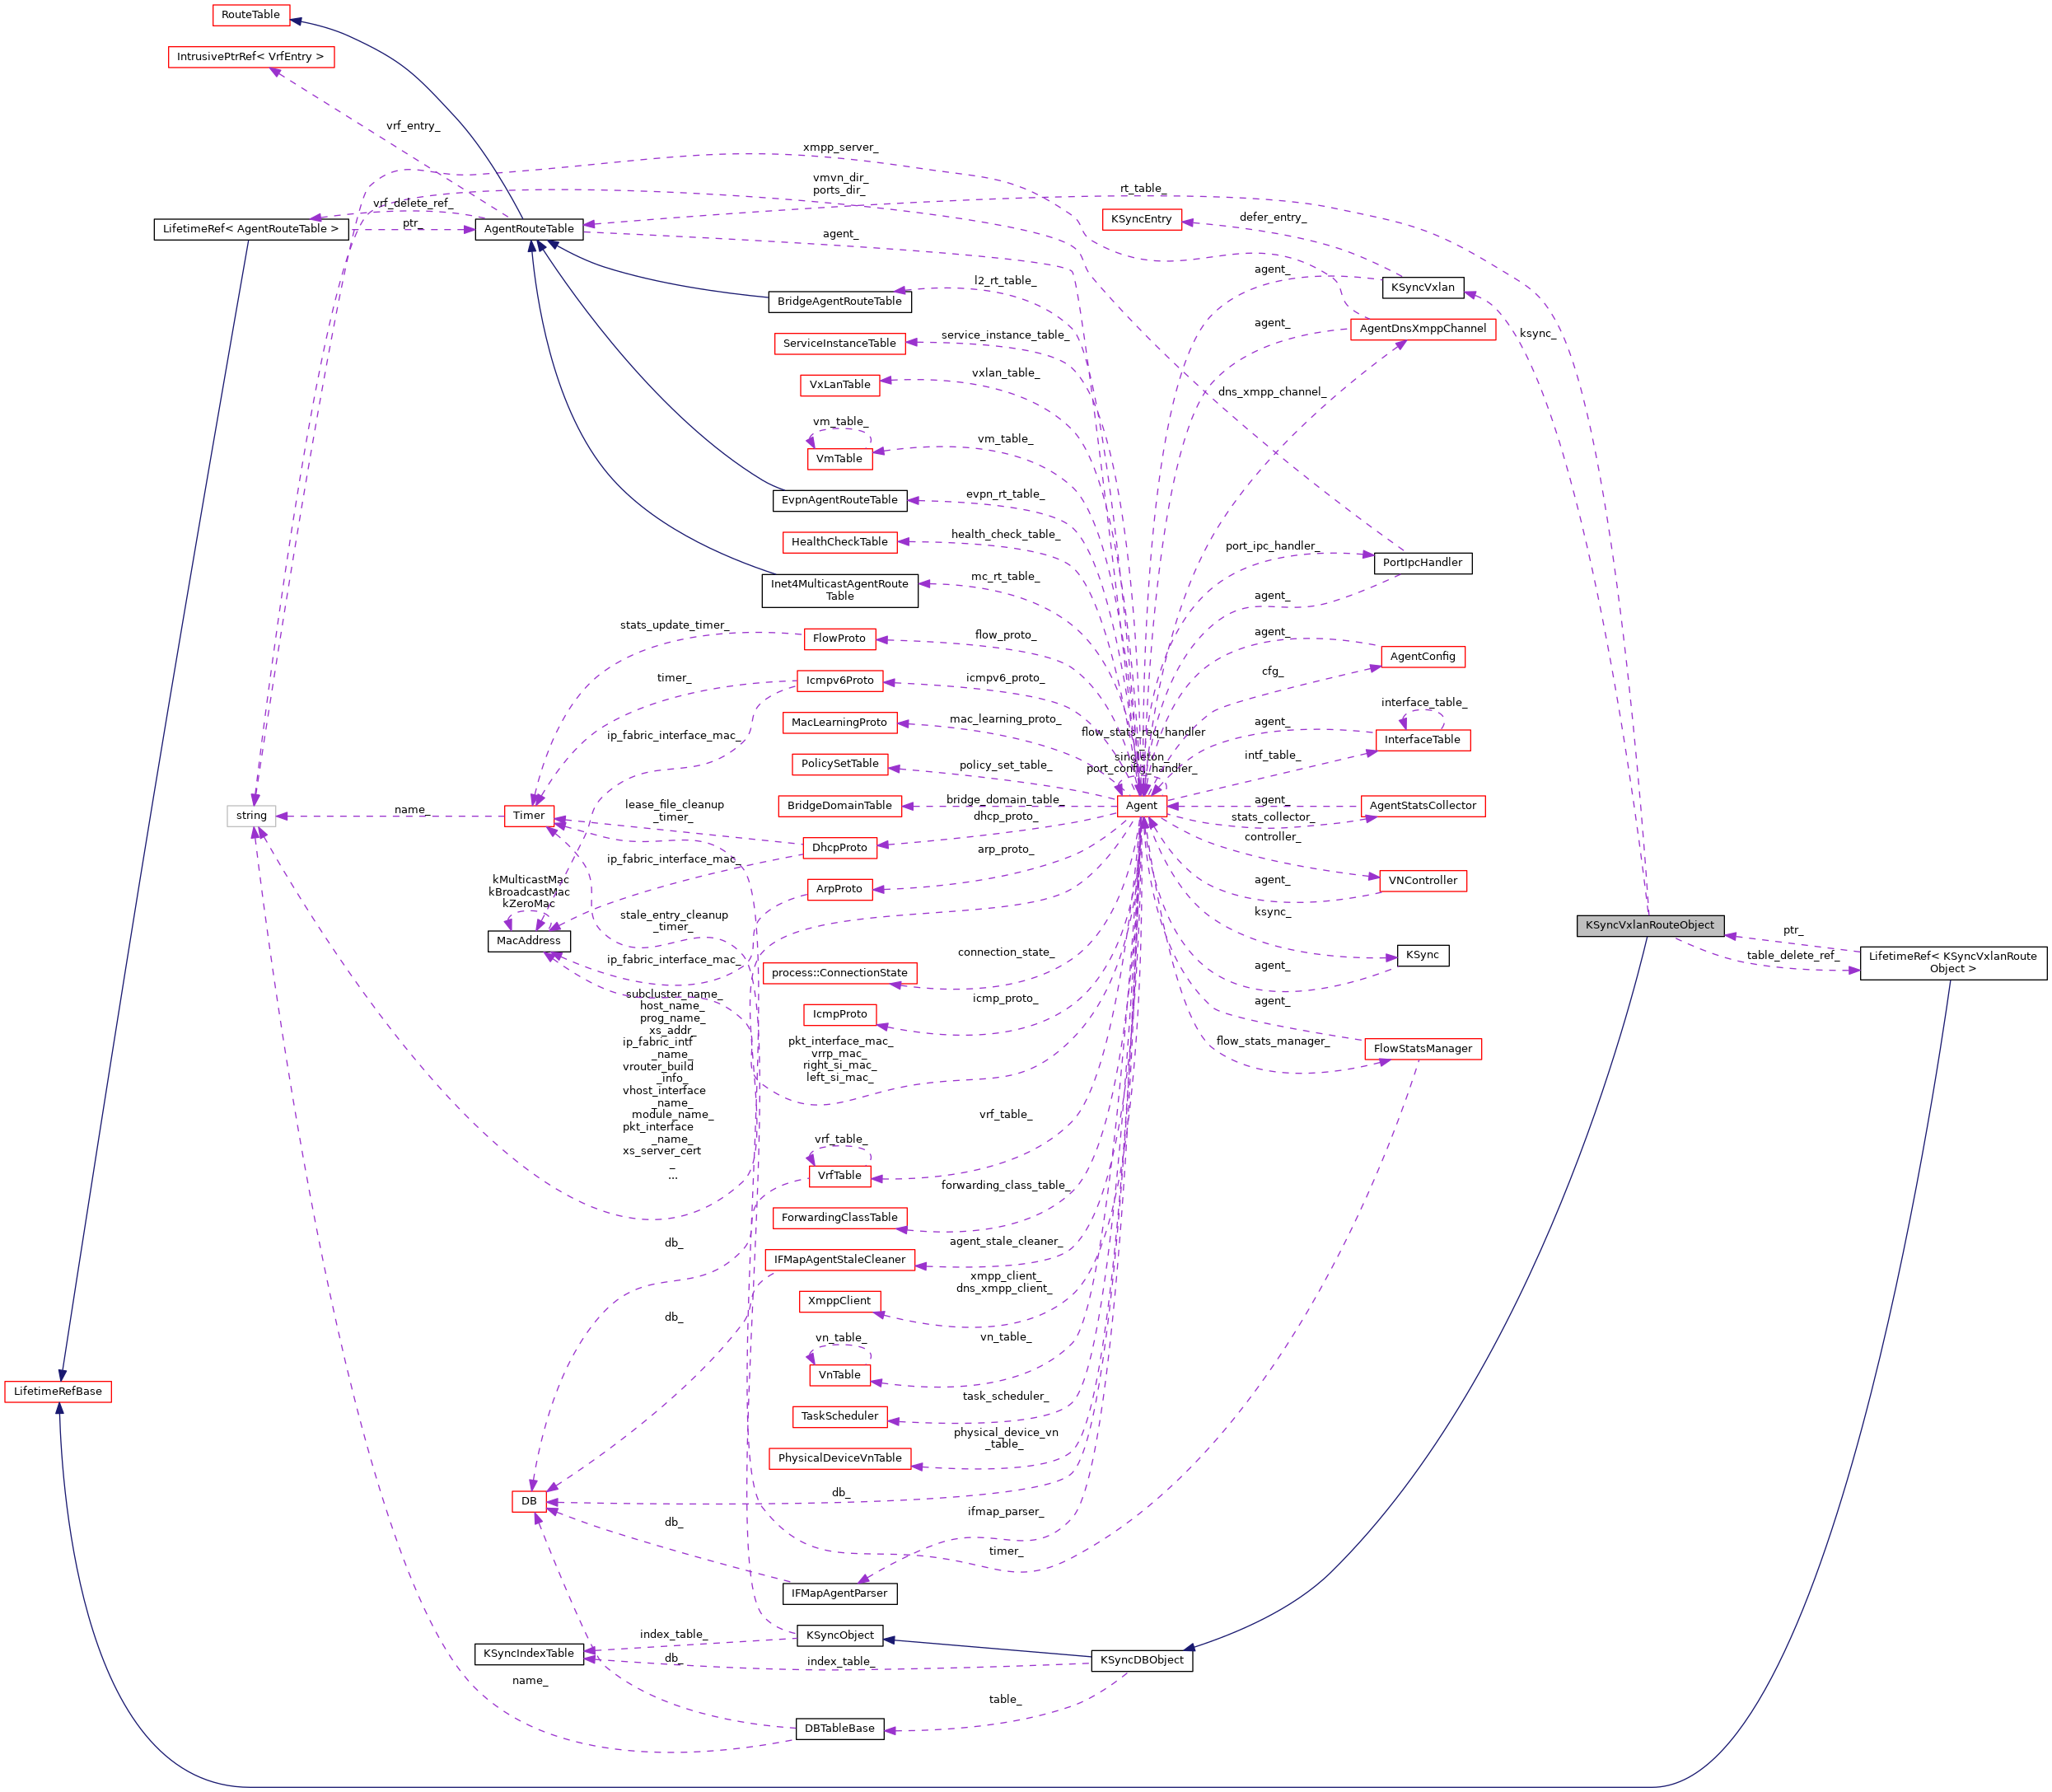 RouteTable
IntrusivePtrRef< VrfEntry >
vrf_entry_
xmpp_server_
vmvn_dir_
ports_dir_
rt_table_
vrf_delete_ref_
KSyncEntry
defer_entry_
LifetimeRef< AgentRouteTable >
ptr_
AgentRouteTable
agent_
agent_
l2_rt_table_
KSyncVxlan
BridgeAgentRouteTable
agent_
AgentDnsXmppChannel
ksync_
service_instance_table_
ServiceInstanceTable
vxlan_table_
VxLanTable
dns_xmpp_channel_
vm_table_
vm_table_
VmTable
evpn_rt_table_
EvpnAgentRouteTable
health_check_table_
HealthCheckTable
port_ipc_handler_
PortIpcHandler
mc_rt_table_
Inet4MulticastAgentRoute
Table
agent_
stats_update_timer_
FlowProto
flow_proto_
agent_
AgentConfig
cfg_
timer_
Icmpv6Proto
icmpv6_proto_
interface_table_
mac_learning_proto_
MacLearningProto
agent_
InterfaceTable
ip_fabric_interface_mac_
flow_stats_req_handler
_
singleton_
port_config_handler_
intf_table_
PolicySetTable
policy_set_table_
string
name_
Timer
lease_file_cleanup
_timer_
BridgeDomainTable
bridge_domain_table_
Agent
agent_
AgentStatsCollector
stats_collector_
dhcp_proto_
controller_
DhcpProto
arp_proto_
ip_fabric_interface_mac_
kMulticastMac
kBroadcastMac
kZeroMac
ArpProto
agent_
VNController
stale_entry_cleanup
_timer_
ksync_
KSyncVxlanRouteObject
ptr_
MacAddress
connection_state_
KSync
table_delete_ref_
LifetimeRef< KSyncVxlanRoute
Object >
ip_fabric_interface_mac_
process::ConnectionState
agent_
subcluster_name_
host_name_
prog_name_
xs_addr_
ip_fabric_intf
_name_
vrouter_build
_info_
vhost_interface
_name_
module_name_
pkt_interface
_name_
xs_server_cert
_
...
icmp_proto_
IcmpProto
agent_
pkt_interface_mac_
vrrp_mac_
right_si_mac_
left_si_mac_
flow_stats_manager_
FlowStatsManager
vrf_table_
vrf_table_
VrfTable
forwarding_class_table_
ForwardingClassTable
db_
agent_stale_cleaner_
IFMapAgentStaleCleaner
xmpp_client_
dns_xmpp_client_
XmppClient
db_
vn_table_
vn_table_
VnTable
LifetimeRefBase
task_scheduler_
TaskScheduler
physical_device_vn
_table_
PhysicalDeviceVnTable
DB
db_
db_
ifmap_parser_
timer_
IFMapAgentParser
KSyncObject
index_table_
KSyncIndexTable
db_
index_table_
KSyncDBObject
name_
table_
DBTableBase